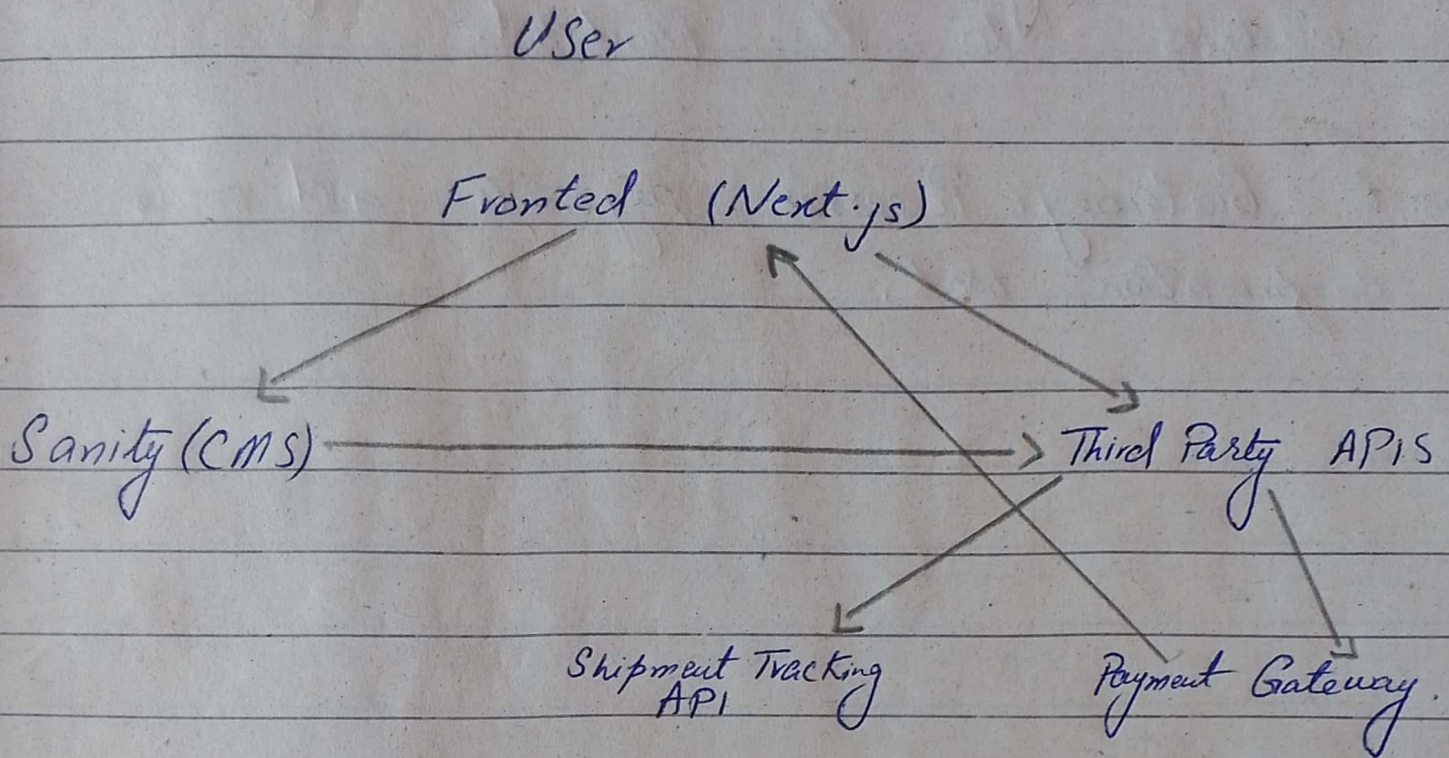 User
Fronted (Next.js)
Sanity (CMS)
Third Party APIS
Shipment Tracking
API
Payment Gateway.